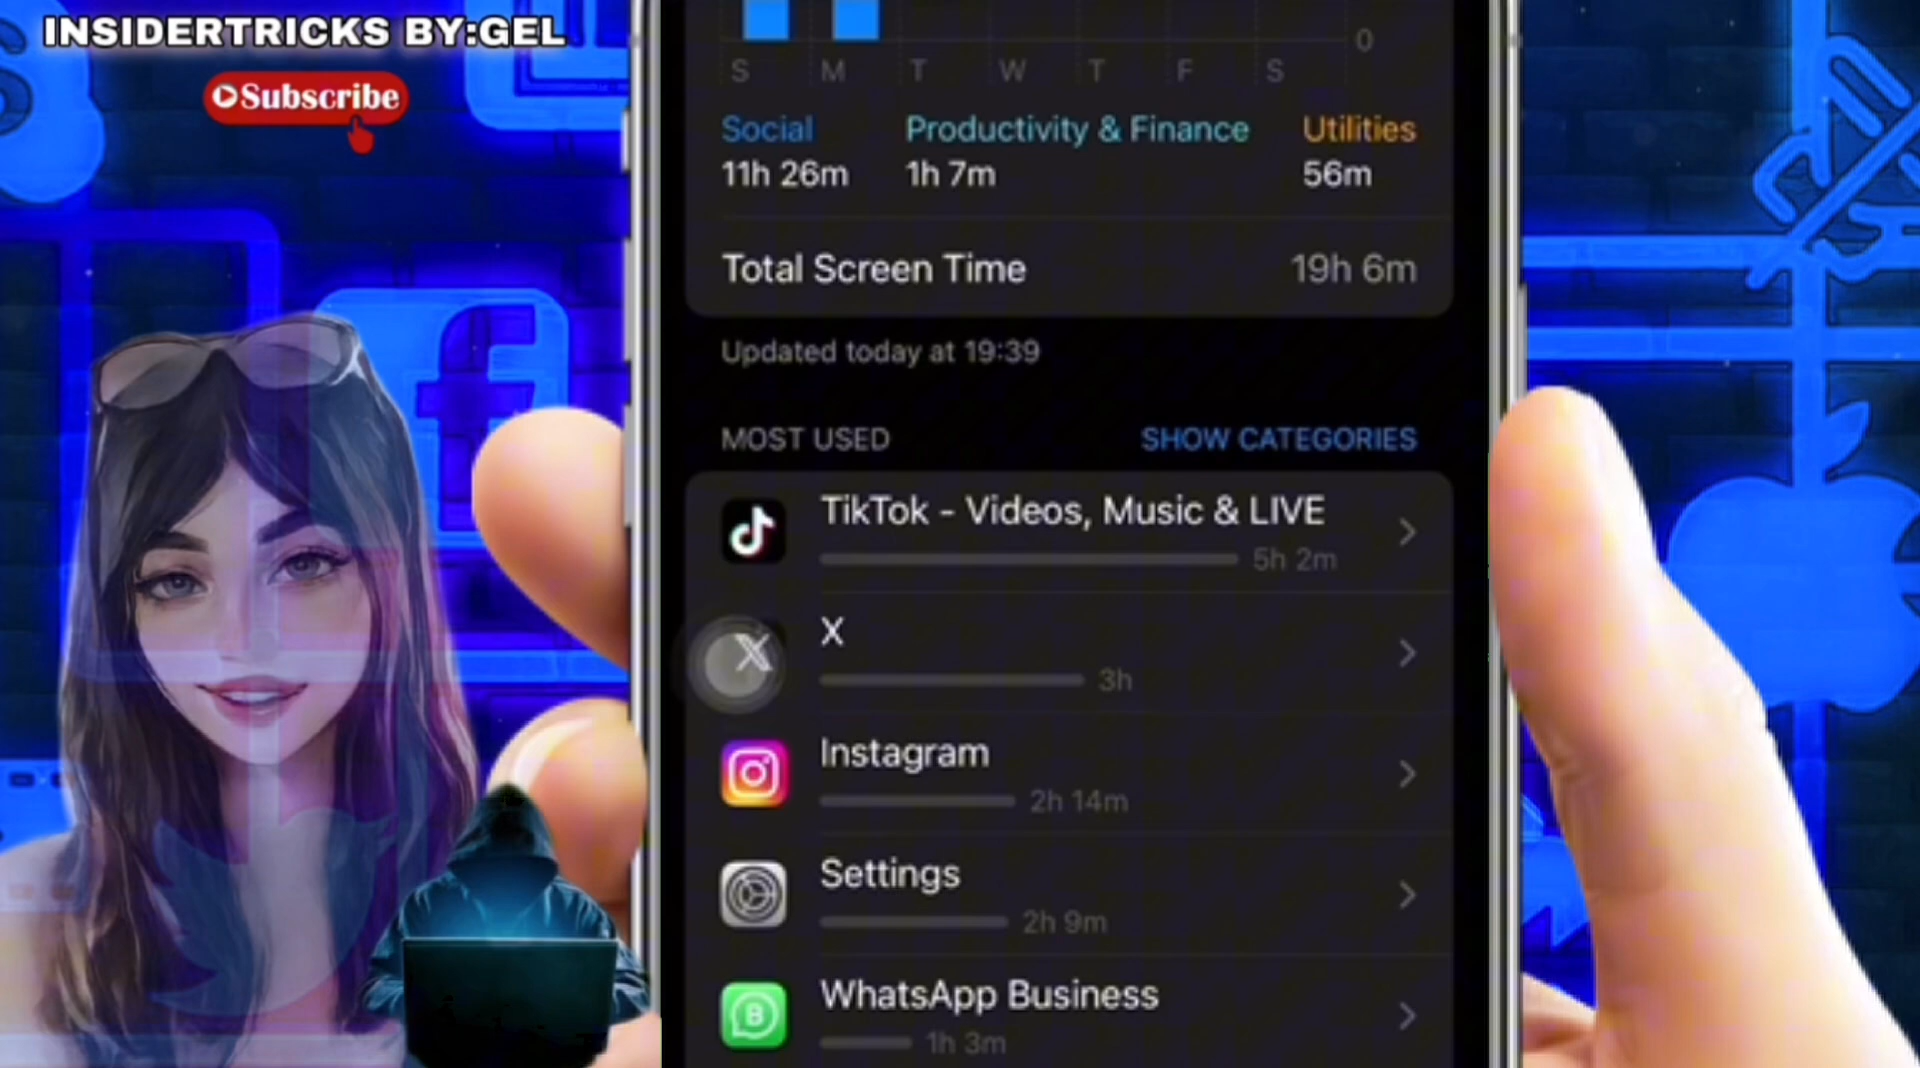 INSIDERTRICKS BY:GEL
Subscribe
0
S M T W T F S
Social Productivity & Finance Utilities
11h 26m 1h 7m 56m
Total Screen Time 19h 6m
Updated today at 19:39
MOST USED SHOW CATEGORIES
TikTok - Videos, Music & LIVE
5h 2m
X
3h
Instagram
2h 14m
Settings
2h 9m
WhatsApp Business
1h 3m